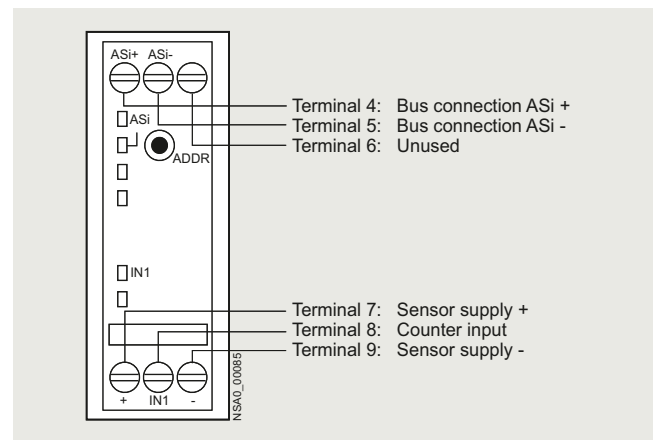 ASi+ ASi-
Terminal 4: Bus connection ASi +
Terminal 5: Bus connection ASi -
Terminal 6: Unused
ASi
ADDR
IN1
Terminal 7: Sensor supply +
Terminal 8: Counter input
Terminal 9: Sensor supply -
+ IN1 -
NSA0_00085